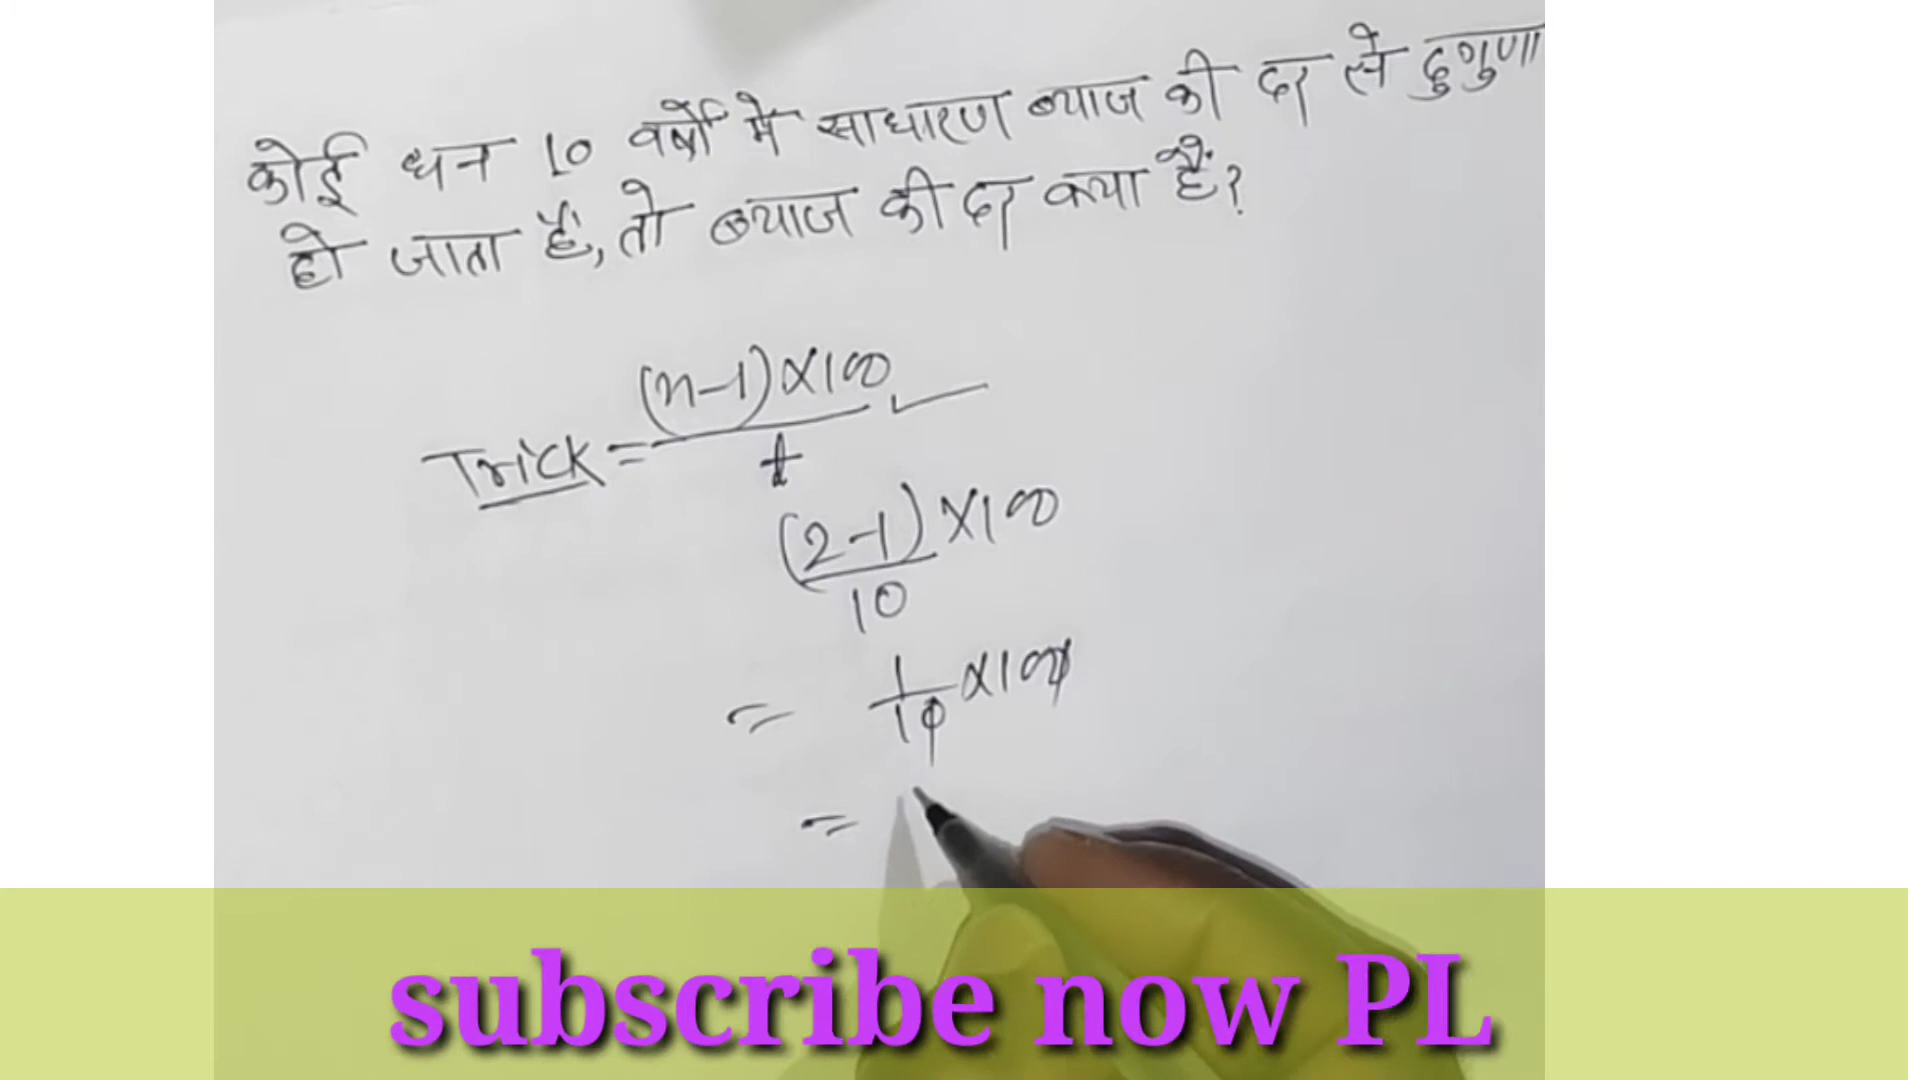 कोई धन 10 वर्षों में साधारण ब्याज की दर से दुगुणा
हो जाता हैं, तो ब्याज की दर क्या हैं?
Trick = (n-1)×100 / t
(2-1)/10 ×100
= 1/10 ×100
=
subscribe now PL